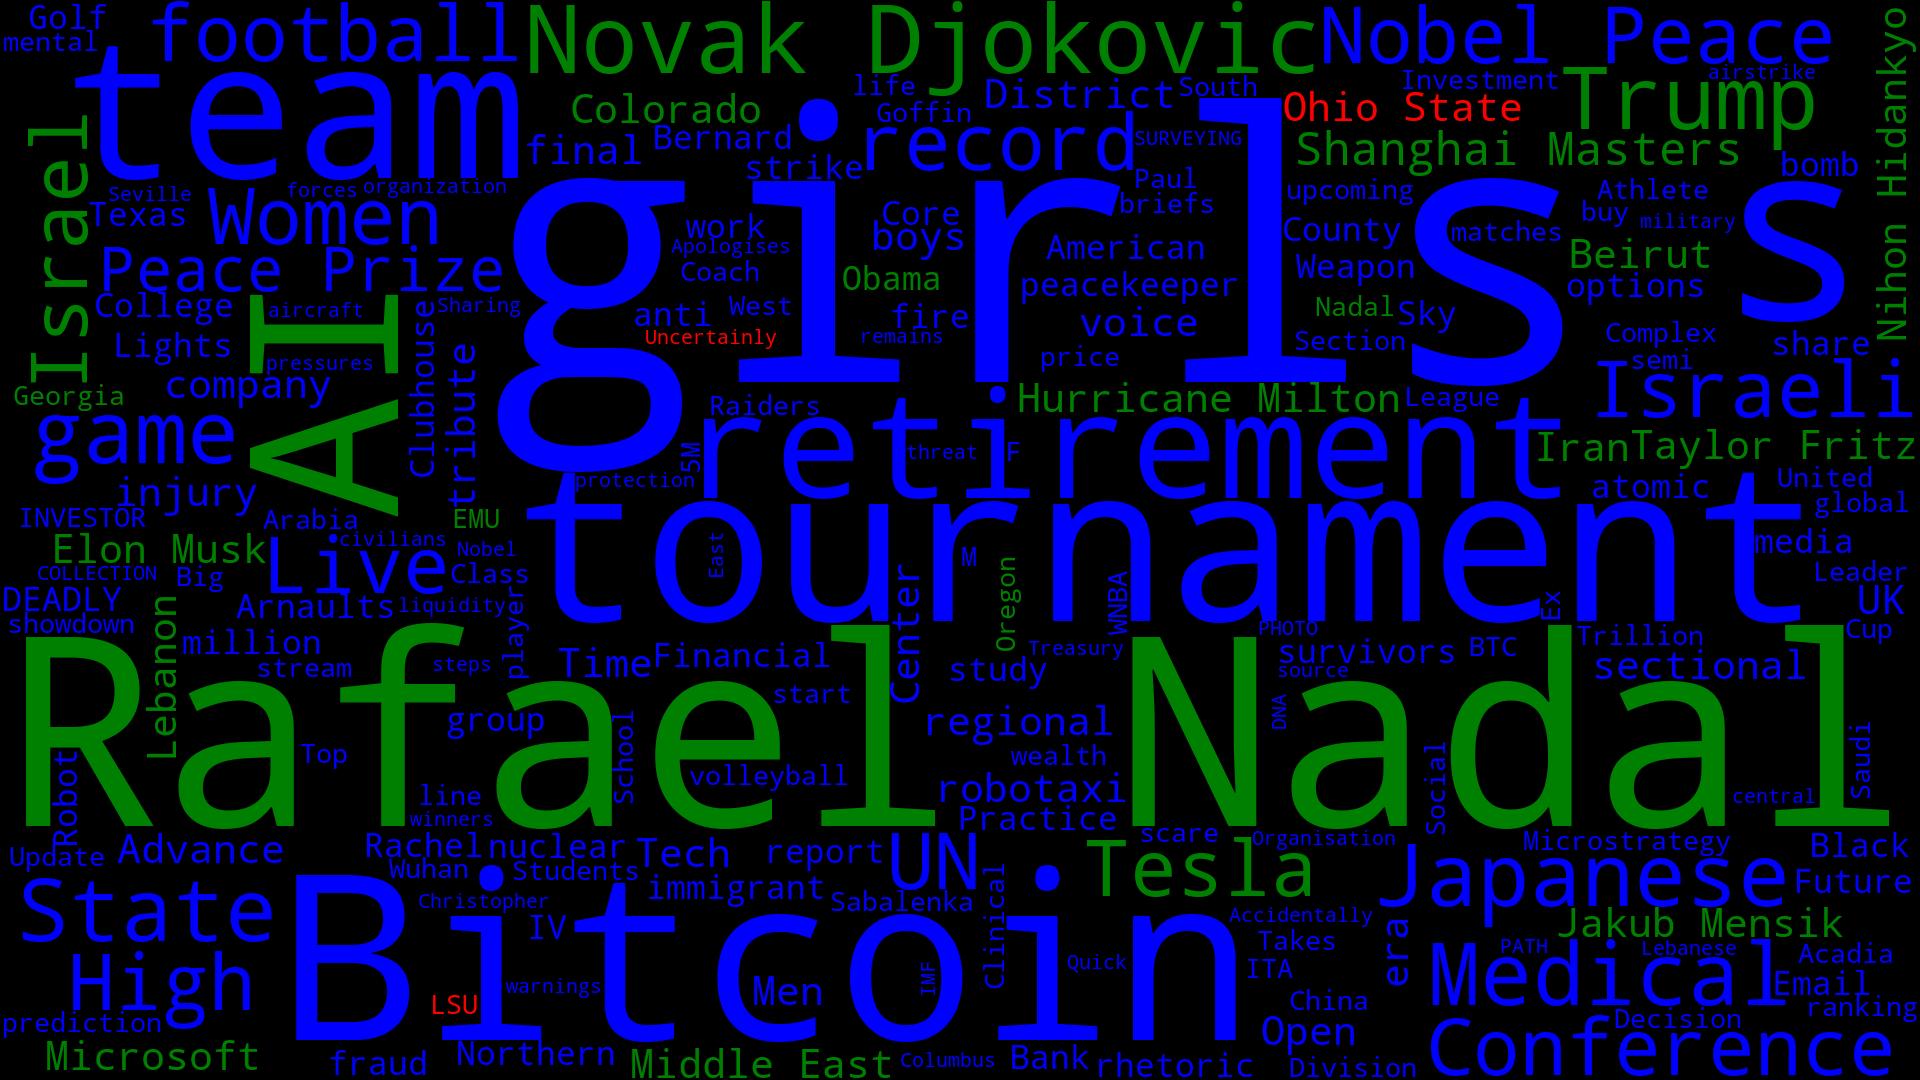 Golf
mental
football
Novak Djokovic
Nobel Peace
team
life
Goffin
District
South
Investment
airstrike
Trump
Nihon Hidankyo
Colorado
Ohio State
Israel
final
Bernard
strike
record
SURVEYING
Shanghai Masters
bomb
Seville
forces
organization
Texas
Women
girls
s
Paul
briefs
upcoming
Athlete
buy
military
work
Apologises
Core
boys
American
County
matches
Beirut
Peace Prize
Coach
Obama
peacekeeper
Weapon
options
College
aircraft
Sharing
anti
West
fire
voice
Nadal
Sky
Lights
AI
Clubhouse
Uncertainly
remains
price
Section
Complex
semi
share
pressures
company
tribute
Georgia
Raiders
Hurricane Milton
League
Israeli
game
retirement
threat
F
Iran
Taylor Fritz
injury
5M
protection
atomic
United
global
INVESTOR
Arabia
EMU
tournament
Elon Musk
civilians
Live
Nobel
East
M
media
COLLECTION
Big
Class
Center
Oregon
WNBA
Ex
Leader
DEADLY
Lebanon
Arnaults
liquidity
player
UK
showdown
million
PHOTO
Trillion
Cup
stream
steps
Time
Financial
study
Treasury
survivors
source
BTC
sectional
Rafael Nadal
start
group
School
regional
DNA
Top
Robot
volleyball
wealth
Social
Saudi
line
winners
robotaxi
central
Practice
scare
Organisation
Update
Advance
Rachel
nuclear
Tech
report
UN
Tesla
Microstrategy
Black
Wuhan
Students
immigrant
Japanese
Future
State
Christopher
Sabalenka
Clinical
Accidentally
era
Jakub Mensik
Bitcoin
IV
Takes
PATH
Lebanese
Acadia
High
warnings
Men
IMF
Quick
ITA
Medical
Email
LSU
China
ranking
prediction
Open
Decision
Conference
Microsoft
fraud
Northern
Middle East
Columbus
Bank
rhetoric
Division